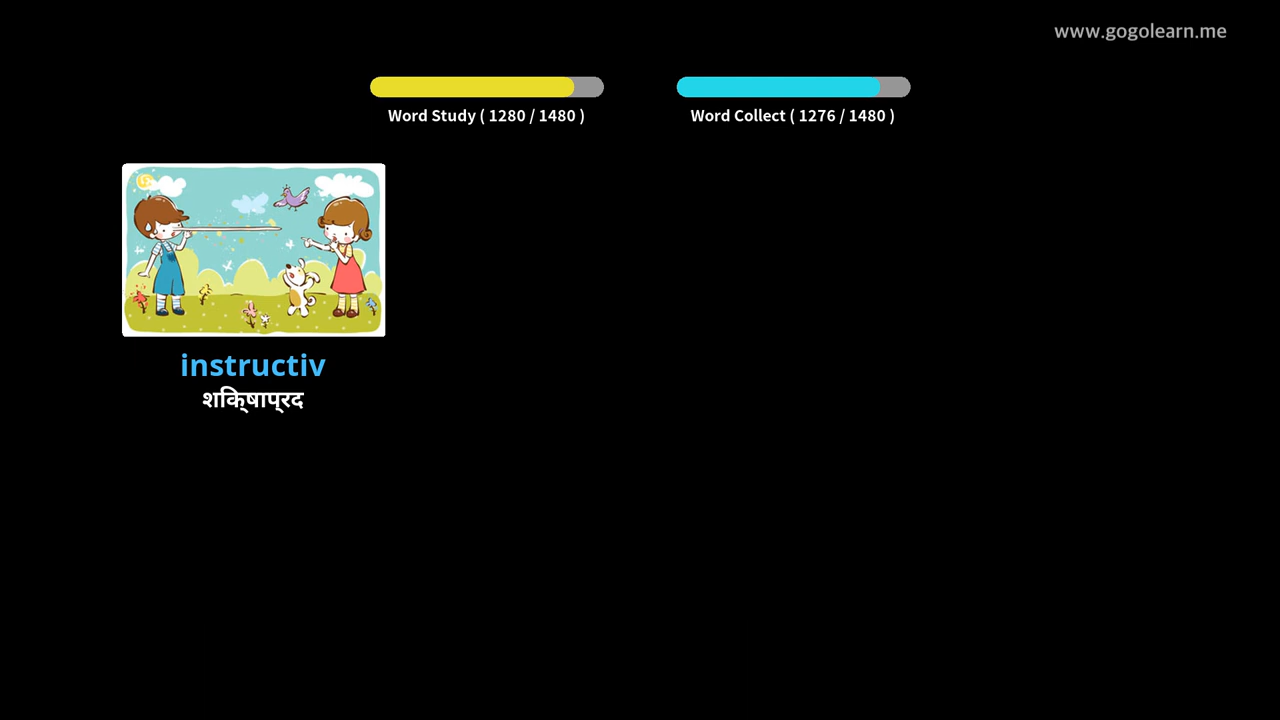 www.gogolearn.me
Word Study ( 1280 / 1480 )
Word Collect ( 1276 / 1480 )
instructiv
शकि्षाप्रद